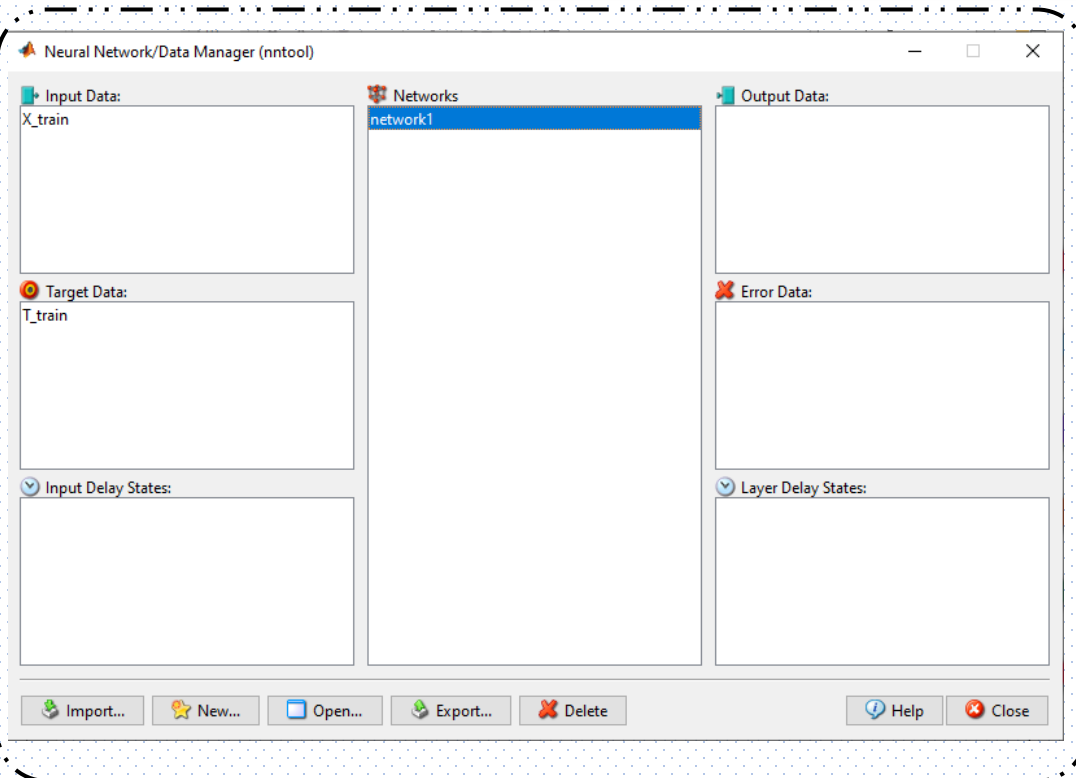 Neural Network/Data Manager (nntool)
Input Data:
X_train
Networks
network1
Output Data:
Target Data:
T_train
Error Data:
Input Delay States:
Layer Delay States:
Import...
New...
Open...
Export...
Delete
Help
Close